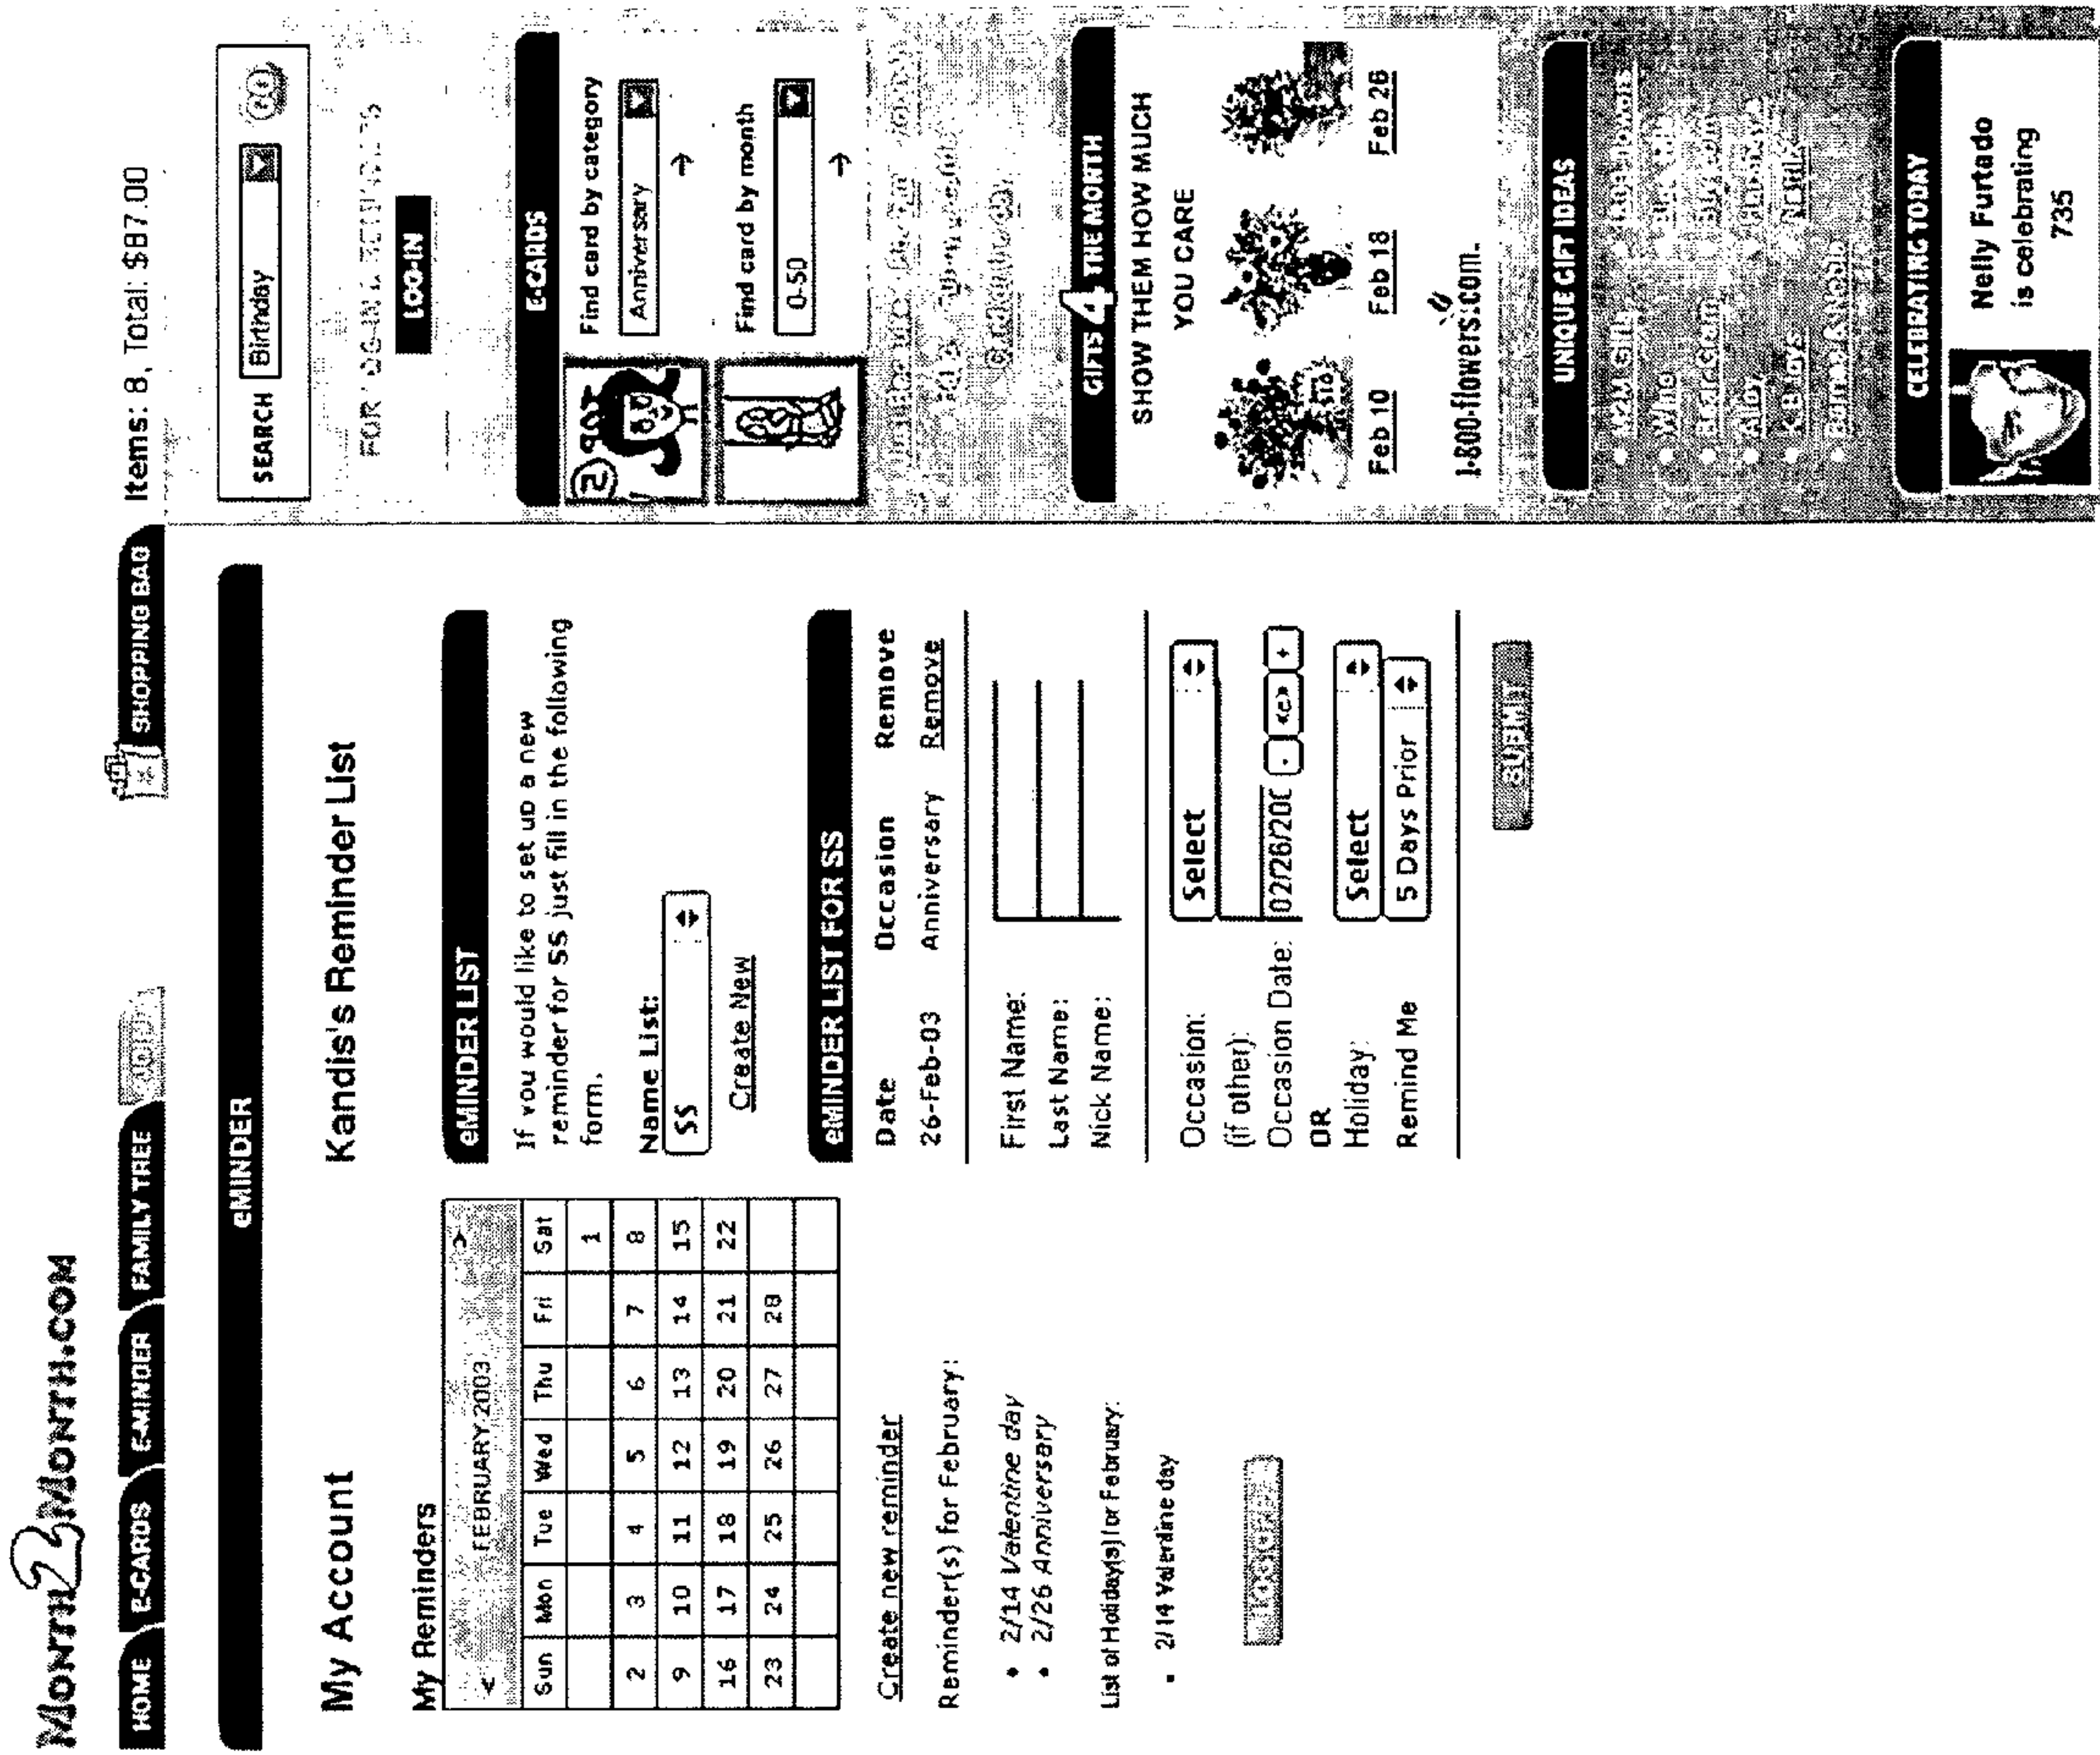 MONTH2MONTH.COM
HOME E-CARDS E-MINDER FAMILY TREE
SHOPPING BAG Items: 8, Total: $87.00
eMINDER
My Account
My Reminders
< FEBRUARY 2003 >
Sun Mon Tue Wed Thu Fri Sat
1
2 3 4 5 6 7 8
9 10 11 12 13 14 15
16 17 18 19 20 21 22
23 24 25 26 27 28
Create new reminder
Reminder(s) for February:
• 2/14 Valentine day
• 2/26 Anniversary
List of Holiday(s) for February:
• 2/14 Valentine day
LOG OFF
Kandis's Reminder List
eMINDER LIST
If you would like to set up a new
reminder for SS just fill in the following
form.
Name List:
SS
Create New
eMINDER LIST FOR SS
Date Occasion Remove
26-Feb-03 Anniversary Remove
First Name:
Last Name:
Nick Name:
Occasion: Select
(if other):
Occasion Date: 02/26/200 - <c> +
OR
Holiday: Select
Remind Me 5 Days Prior
SUBMIT
SEARCH Birthday GO
LOG-IN
E-CARDS
Find card by category
Anniversary
→
Find card by month
0-50
→
GIFTS 4 THE MONTH
SHOW THEM HOW MUCH
YOU CARE
Feb 10 Feb 18 Feb 26
1-800-flowers.com.
UNIQUE GIFT IDEAS
• M2M Gifts
• Wine
• Alloy
CELEBRATING TODAY
Nelly Furtado
is celebrating
735